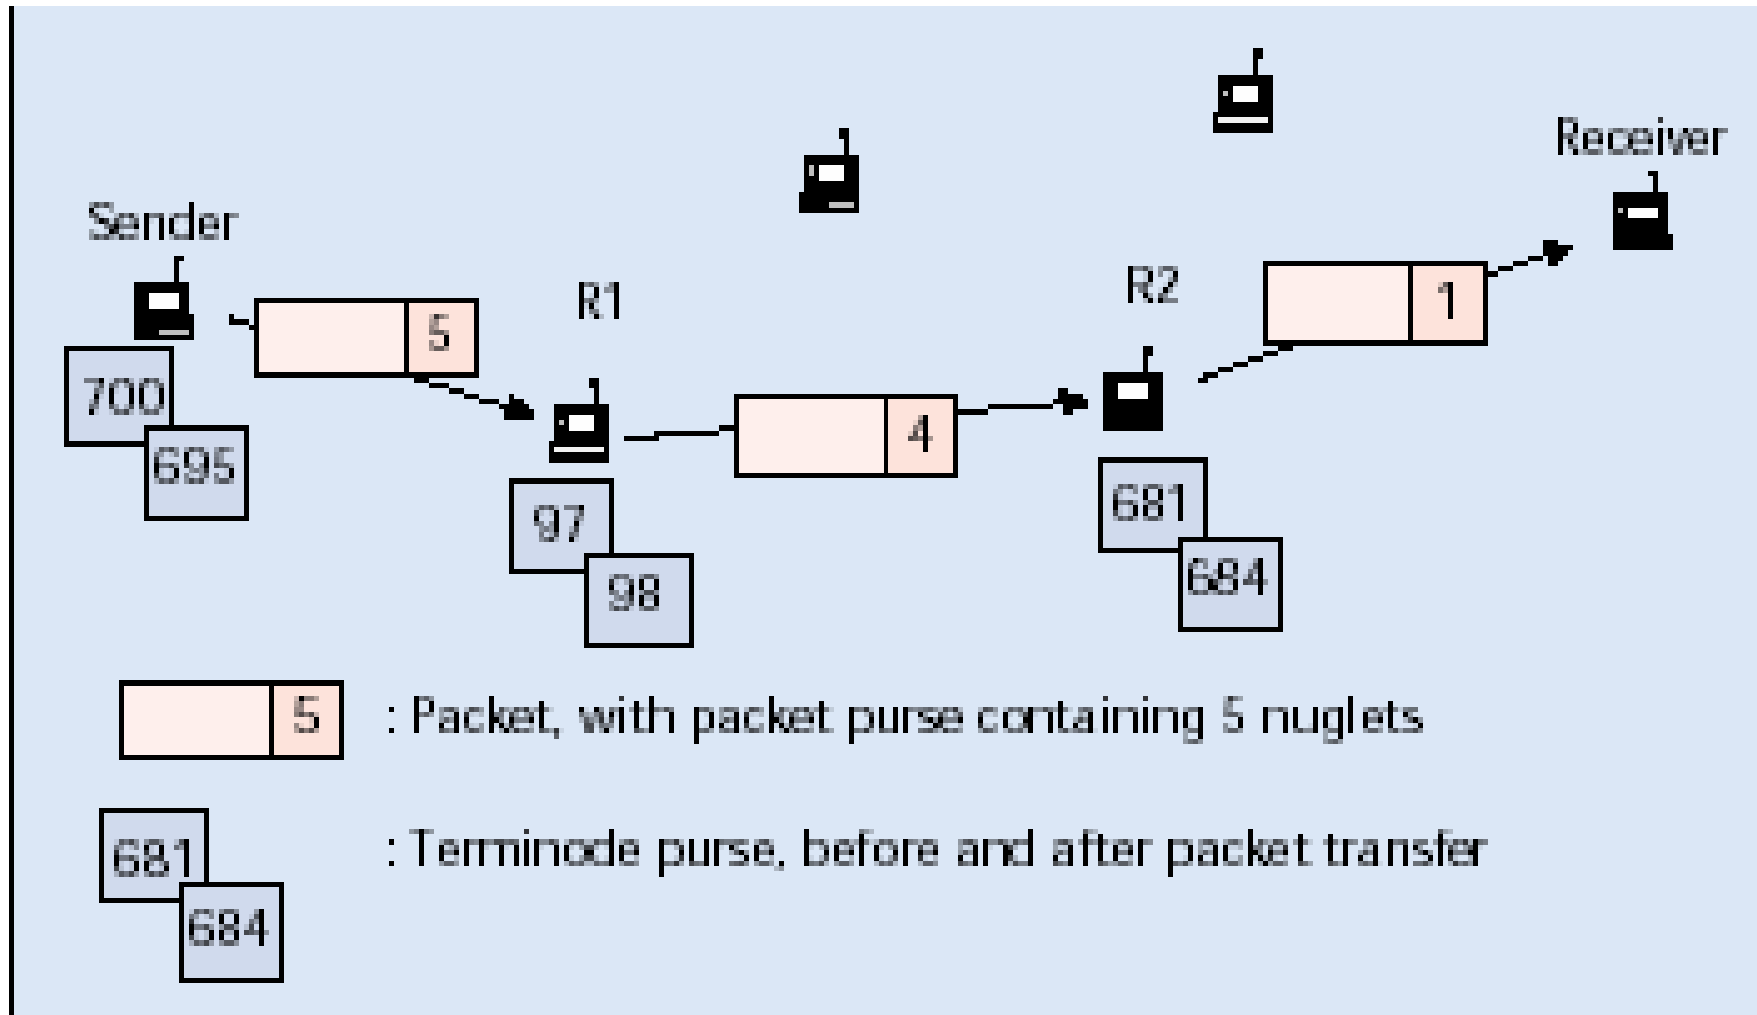 Receiver
Sender
R1
R2
5
4
1
700
695
97
98
681
684
5 : Packet, with packet purse containing 5 nuglets
681
684
: Terminode purse, before and after packet transfer